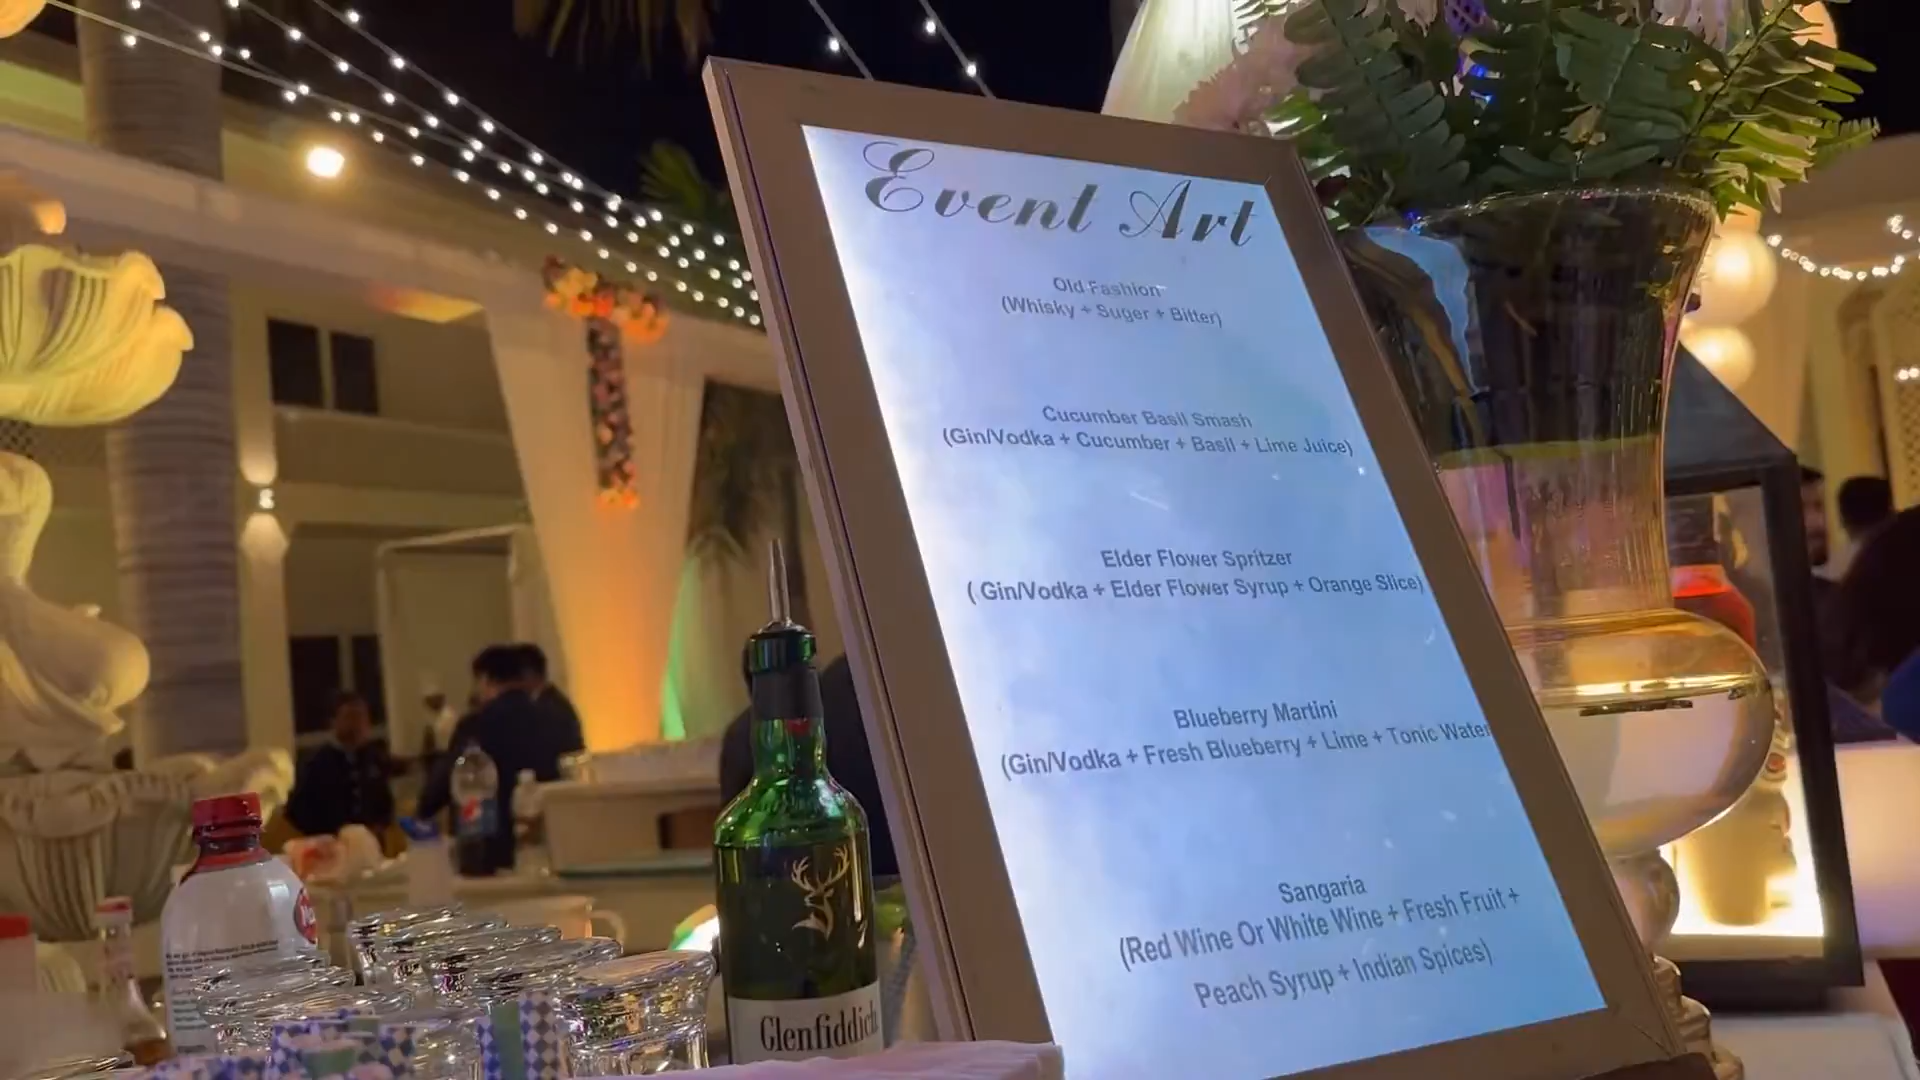 Event Art
Old Fashion
(Whisky + Suger + Bitter)
Cucumber Basil Smash
(Gin/Vodka + Cucumber + Basil + Lime Juice)
Elder Flower Spritzer
( Gin/Vodka + Elder Flower Syrup + Orange Slice)
Blueberry Martini
(Gin/Vodka + Fresh Blueberry + Lime + Tonic Water
Sangaria
(Red Wine Or White Wine + Fresh Fruit +
Peach Syrup + Indian Spices)
Glenfiddich